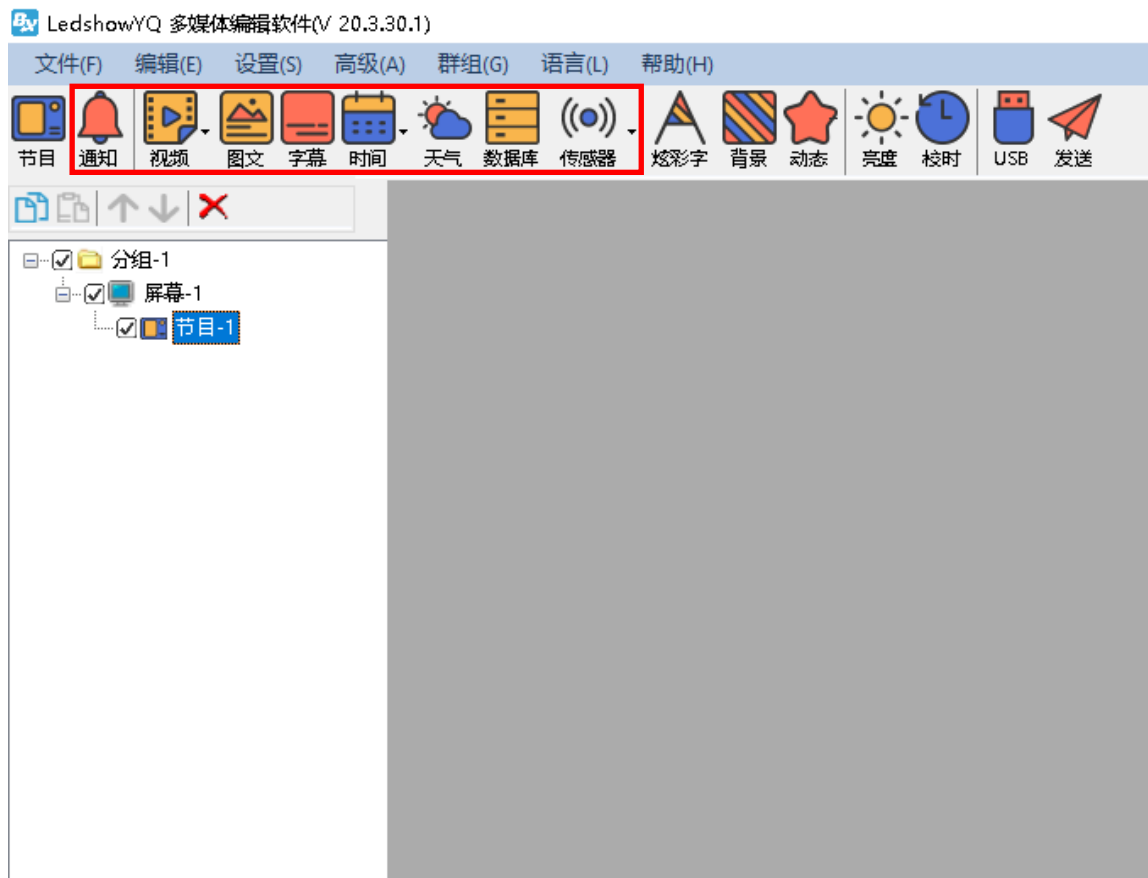 BX LedshowYQ 多媒体编辑软件(V 20.3.30.1)
文件(F) 编辑(E) 设置(S) 高级(A) 群组(G) 语言(L) 帮助(H)
节目 通知 视频 图文 字幕 时间 天气 数据库 传感器 炫彩字 背景 动态 亮度 校时 USB 发送
分组-1
屏幕-1
节目-1